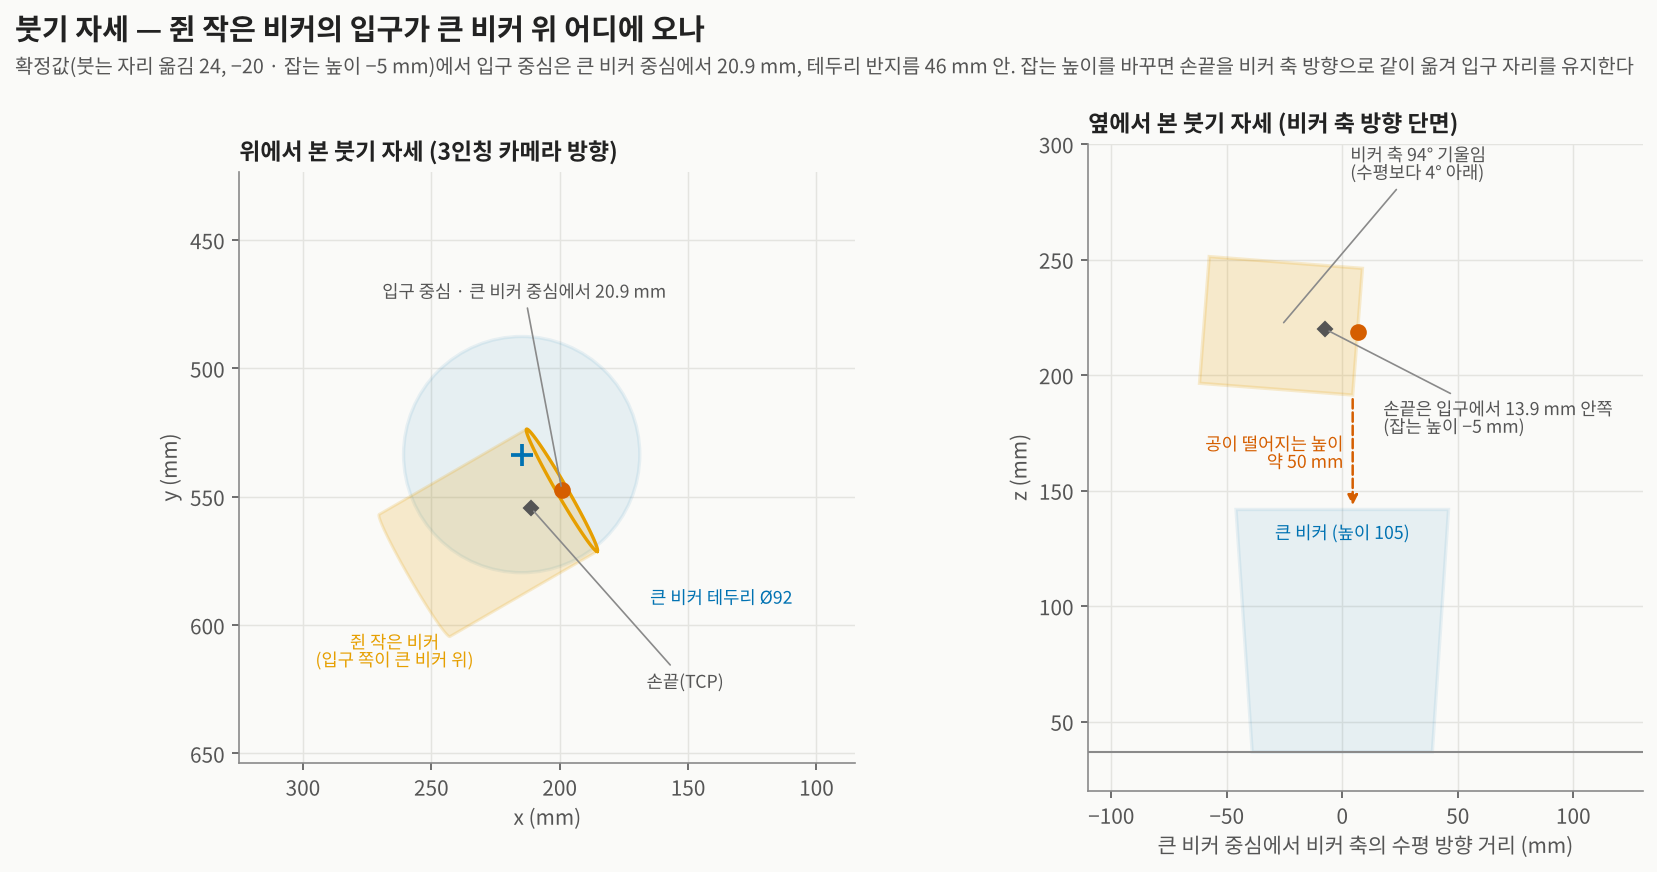 붓기 자세 — 쥔 작은 비커의 입구가 큰 비커 위 어디에 오나
확정값(붓는 자리 옮김 24, −20 · 잡는 높이 −5 mm)에서 입구 중심은 큰 비커 중심에서 20.9 mm, 테두리 반지름 46 mm 안. 잡는 높이를 바꾸면 손끝을 비커 축 방향으로 같이 옮겨 입구 자리를 유지한다
위에서 본 붓기 자세 (3인칭 카메라 방향)
450
500
550
600
650
y (mm)
입구 중심 · 큰 비커 중심에서 20.9 mm
큰 비커 테두리 Ø92
쥔 작은 비커
(입구 쪽이 큰 비커 위)
손끝(TCP)
300
250
200
150
100
x (mm)
옆에서 본 붓기 자세 (비커 축 방향 단면)
300
250
200
150
100
50
z (mm)
비커 축 94° 기울임
(수평보다 4° 아래)
손끝은 입구에서 13.9 mm 안쪽
(잡는 높이 −5 mm)
공이 떨어지는 높이
약 50 mm
큰 비커 (높이 105)
−100
−50
0
50
100
큰 비커 중심에서 비커 축의 수평 방향 거리 (mm)